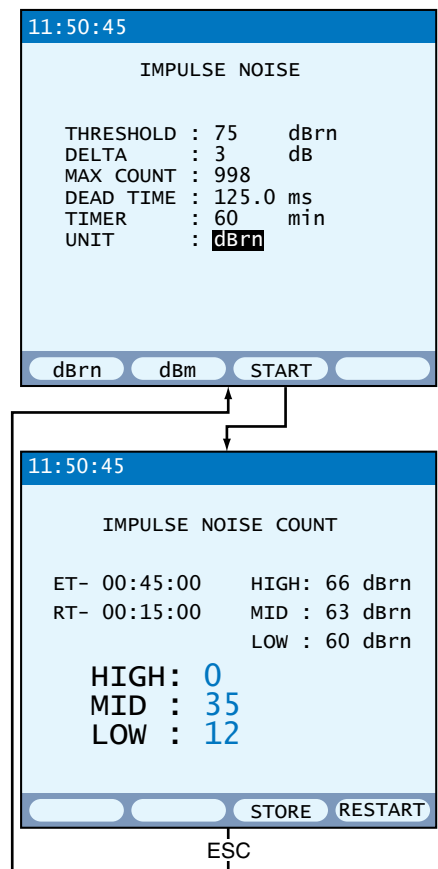 11:50:45
IMPULSE NOISE
THRESHOLD : 75 dBrn
DELTA : 3 dB
MAX COUNT : 998
DEAD TIME : 125.0 ms
TIMER : 60 min
UNIT : dBrn
dBrn dBm START
11:50:45
IMPULSE NOISE COUNT
ET- 00:45:00 HIGH: 66 dBrn
RT- 00:15:00 MID : 63 dBrn
LOW : 60 dBrn
HIGH: 0
MID : 35
LOW : 12
STORE RESTART
ESC